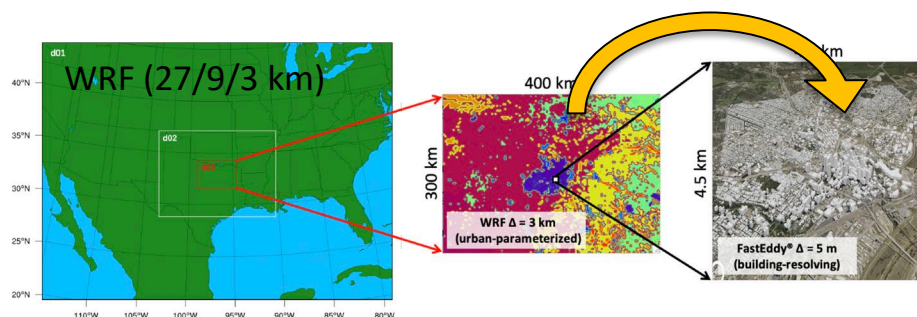 d01
WRF (27/9/3 km)
40°N
35°N
30°N
25°N
20°N
110°W
105°W
100°W
95°W
90°W
85°W
80°W
d02
400 km
300 km
WRF Δ = 3 km
(urban-parameterized)
km
4.5 km
FastEddy® Δ = 5 m
(building-resolving)